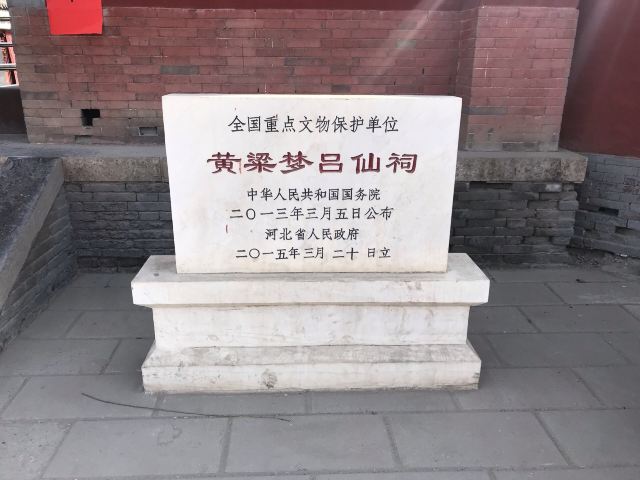 全国重点文物保护单位
黄粱梦吕仙祠
中华人民共和国国务院
二〇一三年三月五日公布
河北省人民政府
二〇一五年三月二十日立